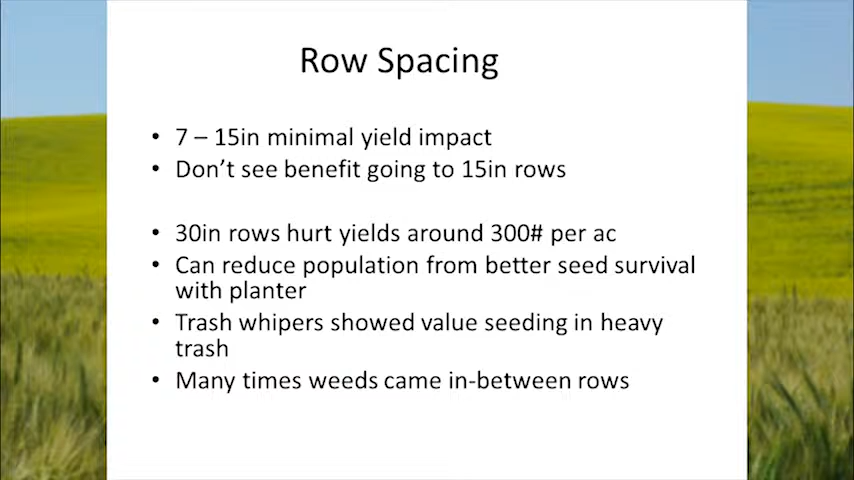 Row Spacing
• 7 – 15in minimal yield impact
• Don't see benefit going to 15in rows
• 30in rows hurt yields around 300# per ac
• Can reduce population from better seed survival
with planter
• Trash whipers showed value seeding in heavy
trash
• Many times weeds came in-between rows